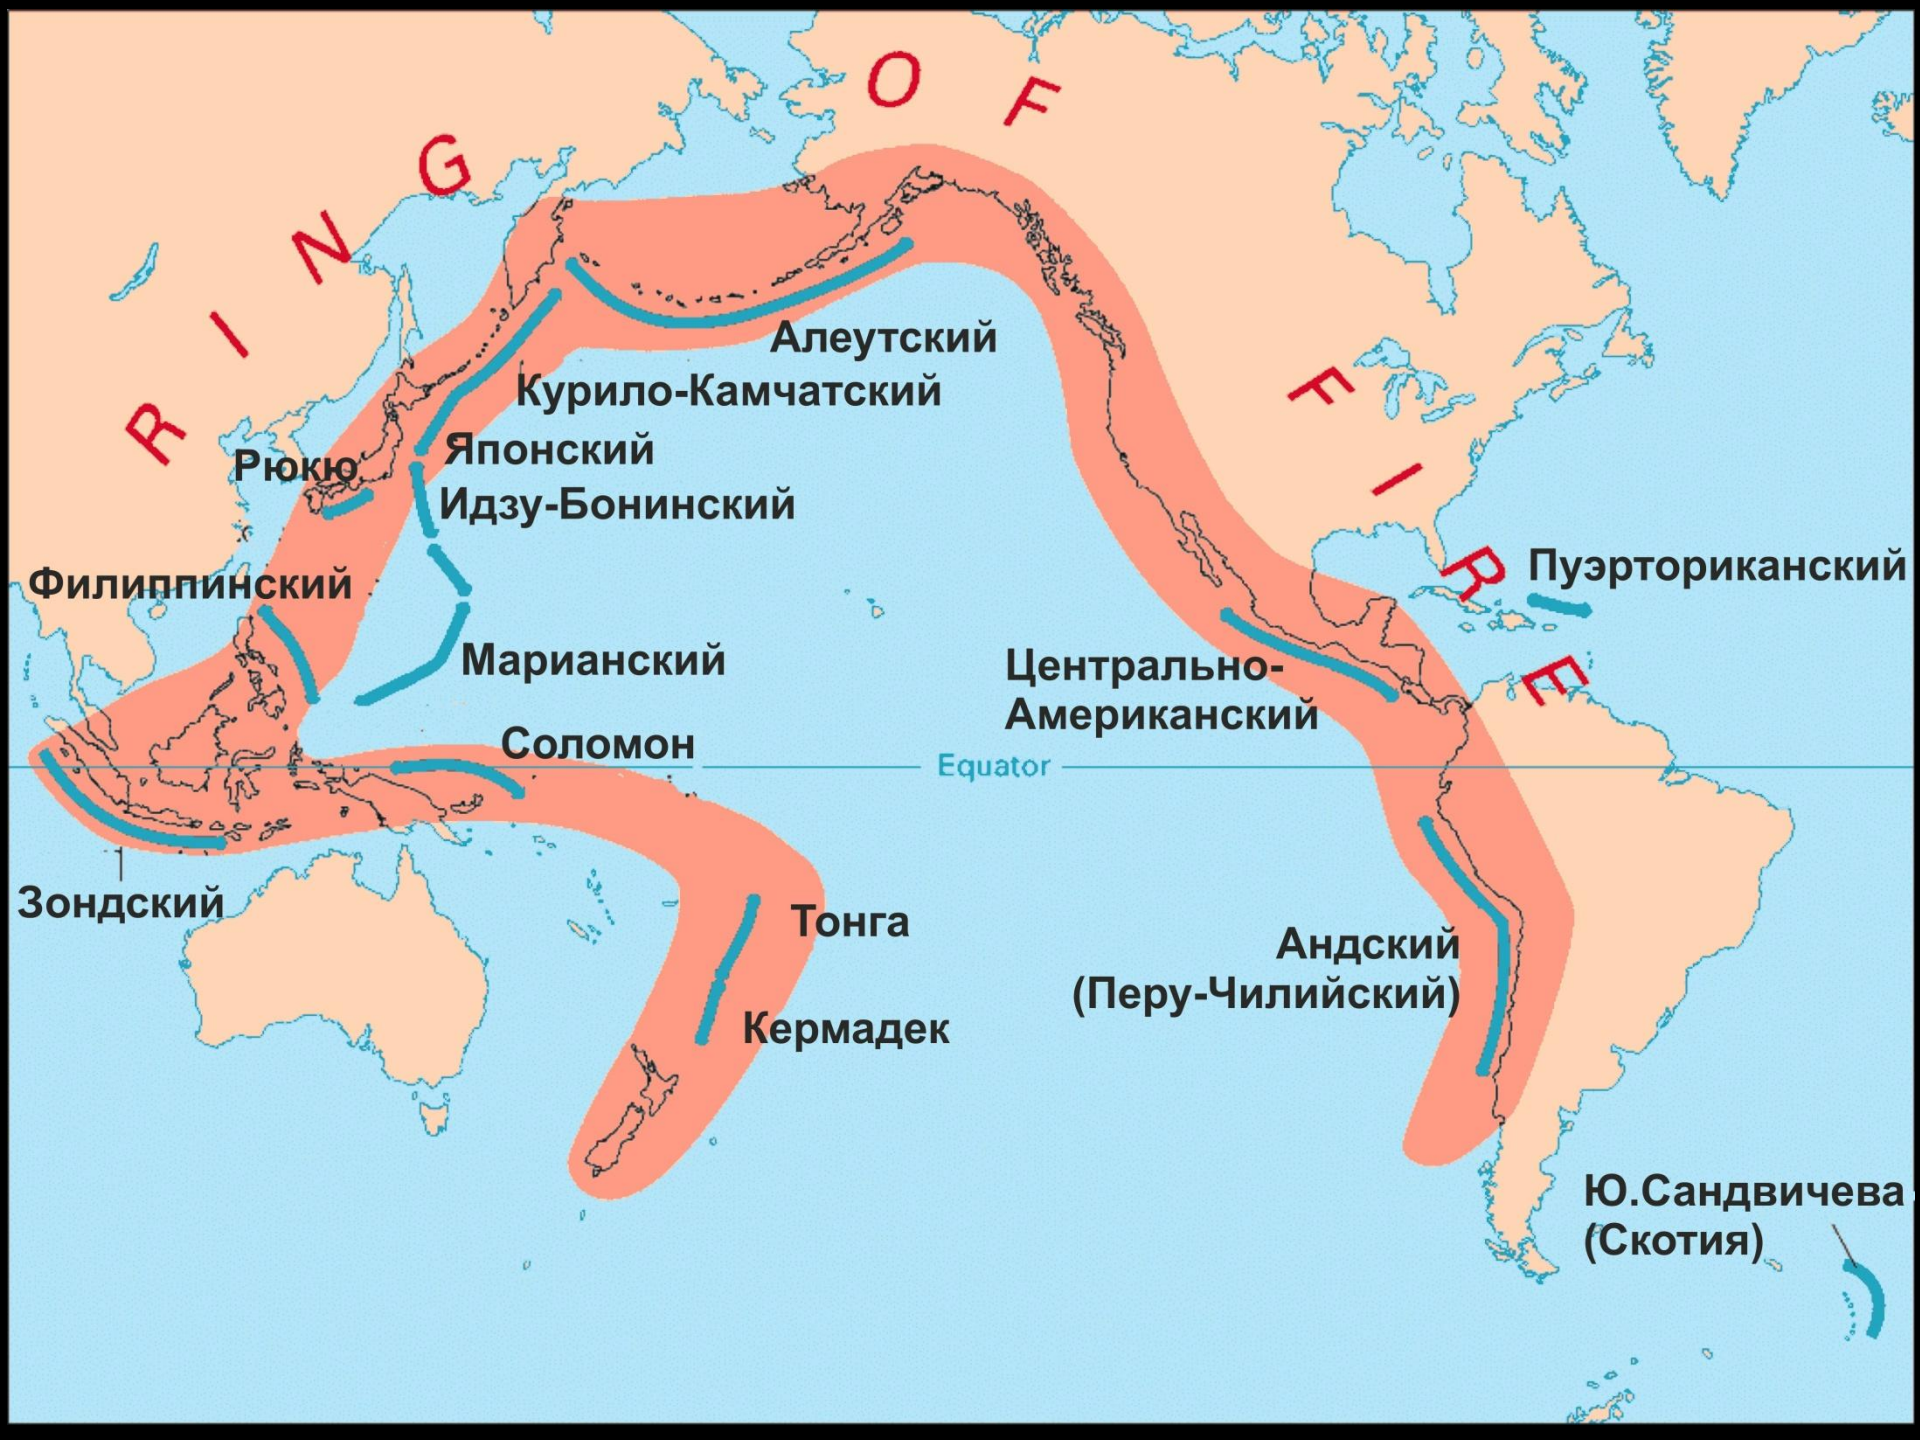 RING OF FIRE
Алеутский
Курило-Камчатский
Японский
Рюкю
Идзу-Бонинский
Филиппинский
Пуэрториканский
Марианский
Центрально-
Американский
Соломон
Equator
Зондский
Тонга
Андский
(Перу-Чилийский)
Кермадек
Ю.Сандвичева
(Скотия)